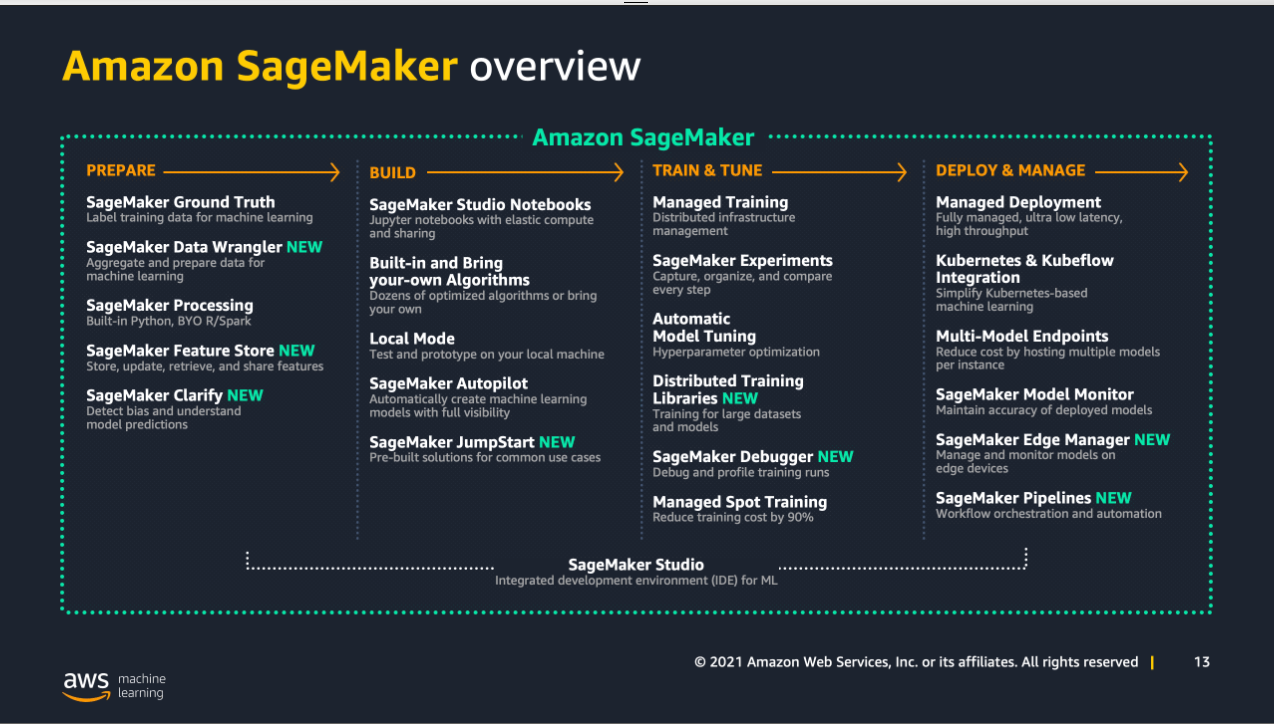 Amazon SageMaker overview
Amazon SageMaker
PREPARE
SageMaker Ground Truth
Label training data for machine learning
SageMaker Data Wrangler NEW
Aggregate and prepare data for
machine learning
SageMaker Processing
Built-in Python, BYO R/Spark
SageMaker Feature Store NEW
Store, update, retrieve, and share features
SageMaker Clarify NEW
Detect bias and understand
model predictions
BUILD
SageMaker Studio Notebooks
Jupyter notebooks with elastic compute
and sharing
Built-in and Bring
your-own Algorithms
Dozens of optimized algorithms or bring
your own
Local Mode
Test and prototype on your local machine
SageMaker Autopilot
Automatically create machine learning
models with full visibility
SageMaker JumpStart NEW
Pre-built solutions for common use cases
TRAIN & TUNE
Managed Training
Distributed infrastructure
management
SageMaker Experiments
Capture, organize, and compare
every step
Automatic
Model Tuning
Hyperparameter optimization
Distributed Training
Libraries NEW
Training for large datasets
and models
SageMaker Debugger NEW
Debug and profile training runs
Managed Spot Training
Reduce training cost by 90%
DEPLOY & MANAGE
Managed Deployment
Fully managed, ultra low latency,
high throughput
Kubernetes & Kubeflow
Integration
Simplify Kubernetes-based
machine learning
Multi-Model Endpoints
Reduce cost by hosting multiple models
per instance
SageMaker Model Monitor
Maintain accuracy of deployed models
SageMaker Edge Manager NEW
Manage and monitor models on
edge devices
SageMaker Pipelines NEW
Workflow orchestration and automation
SageMaker Studio
Integrated development environment (IDE) for ML
© 2021 Amazon Web Services, Inc. or its affiliates. All rights reserved | 13
aws machine
learning